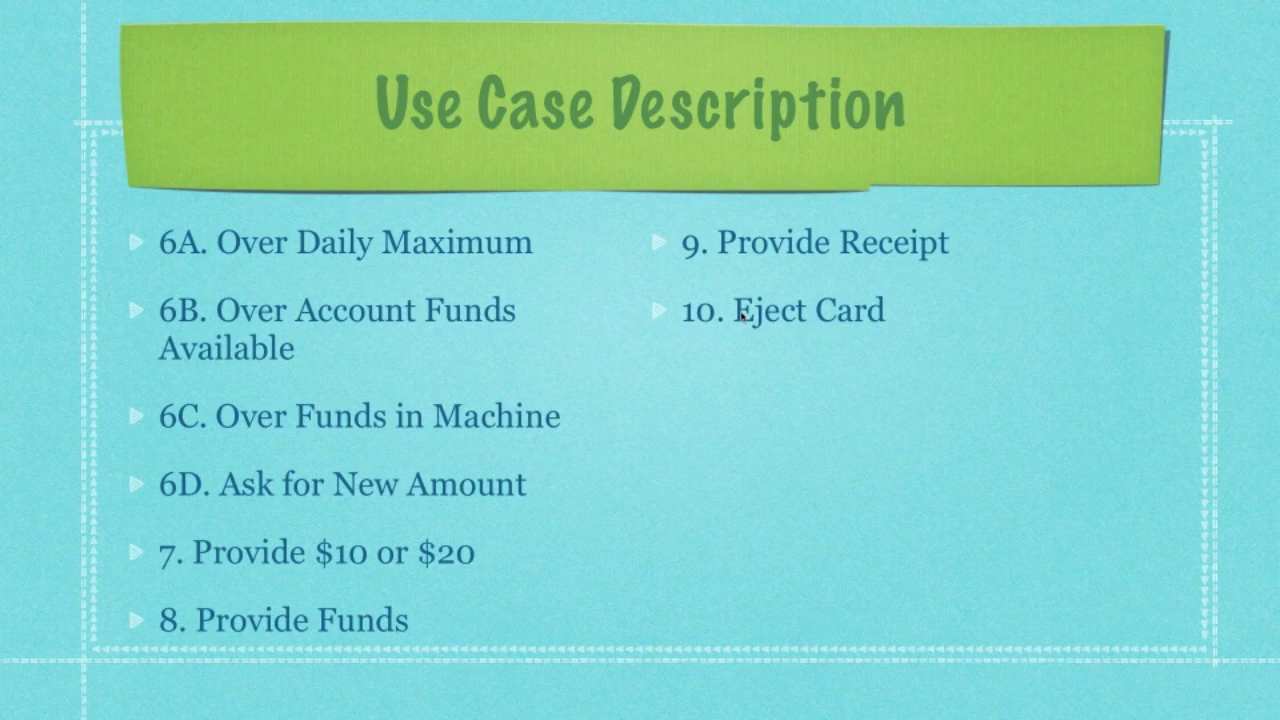 Use Case Description
6A. Over Daily Maximum
6B. Over Account Funds
Available
6C. Over Funds in Machine
6D. Ask for New Amount
7. Provide $10 or $20
8. Provide Funds
9. Provide Receipt
10. Eject Card